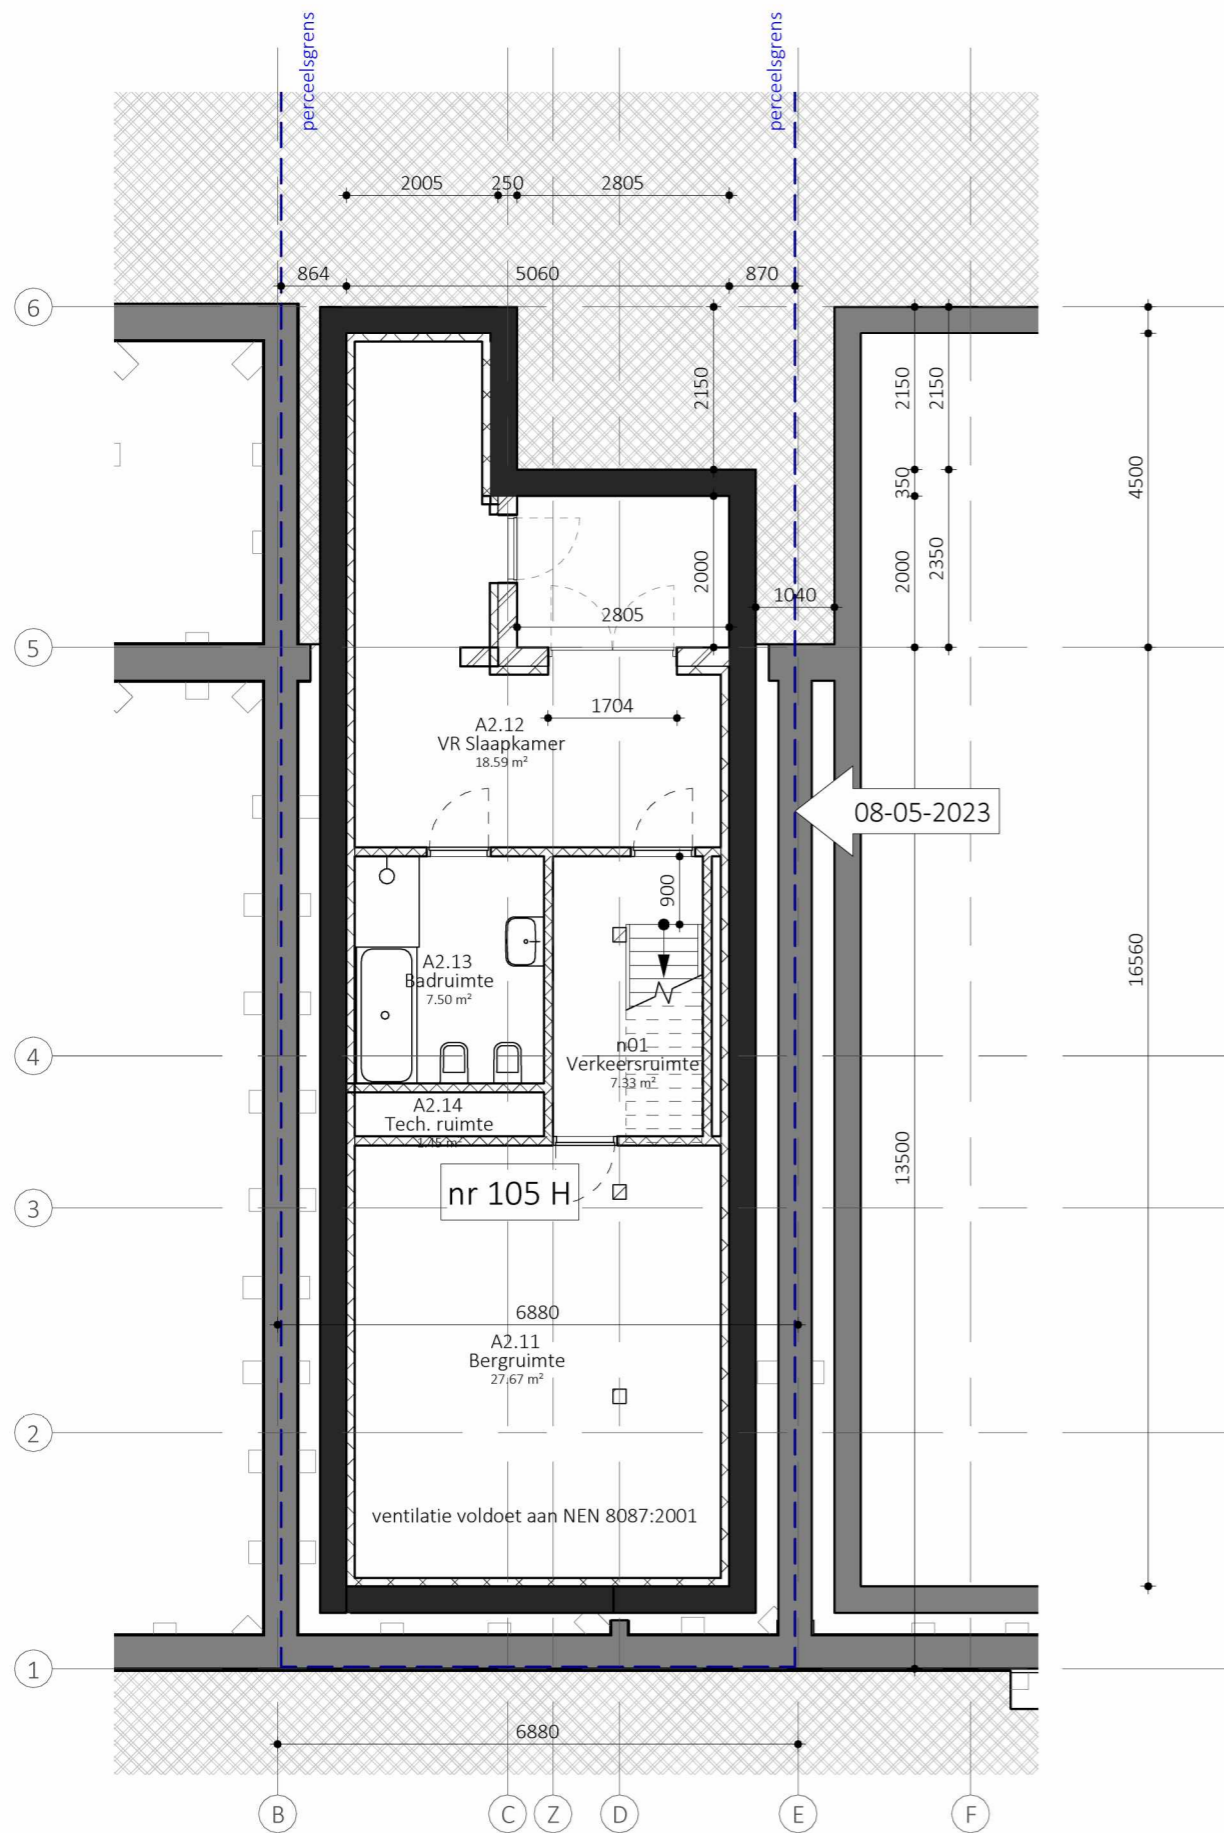 perceelsgrens
perceelsgrens
2005 250 2805
864 5060 870
6
2150
2150
2150
4500
350
2000
2000
2350
1040
2805
5
1704
A2.12
VR Slaapkamer
18.59 m²
08-05-2023
900
A2.13
Badruimte
7.50 m²
16560
4
n01
Verkeersruimte
7.33 m²
A2.14
Tech. ruimte
1.45 m²
13500
nr 105 H
3
6880
A2.11
Bergruimte
27.67 m²
2
ventilatie voldoet aan NEN 8087:2001
1
6880
B C Z D E F